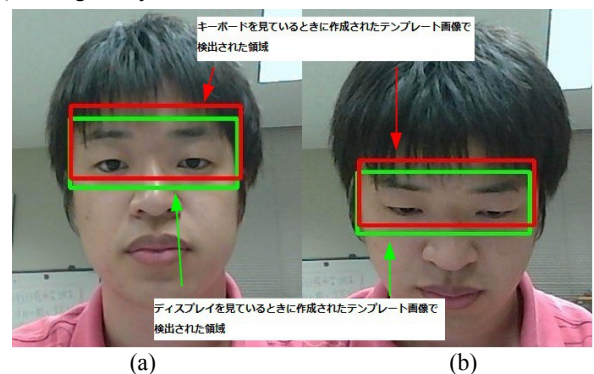 キーボードを見ているときに作成されたテンプレート画像で
検出された領域
ディスプレイを見ているときに作成されたテンプレート画像で
検出された領域
(a)
(b)